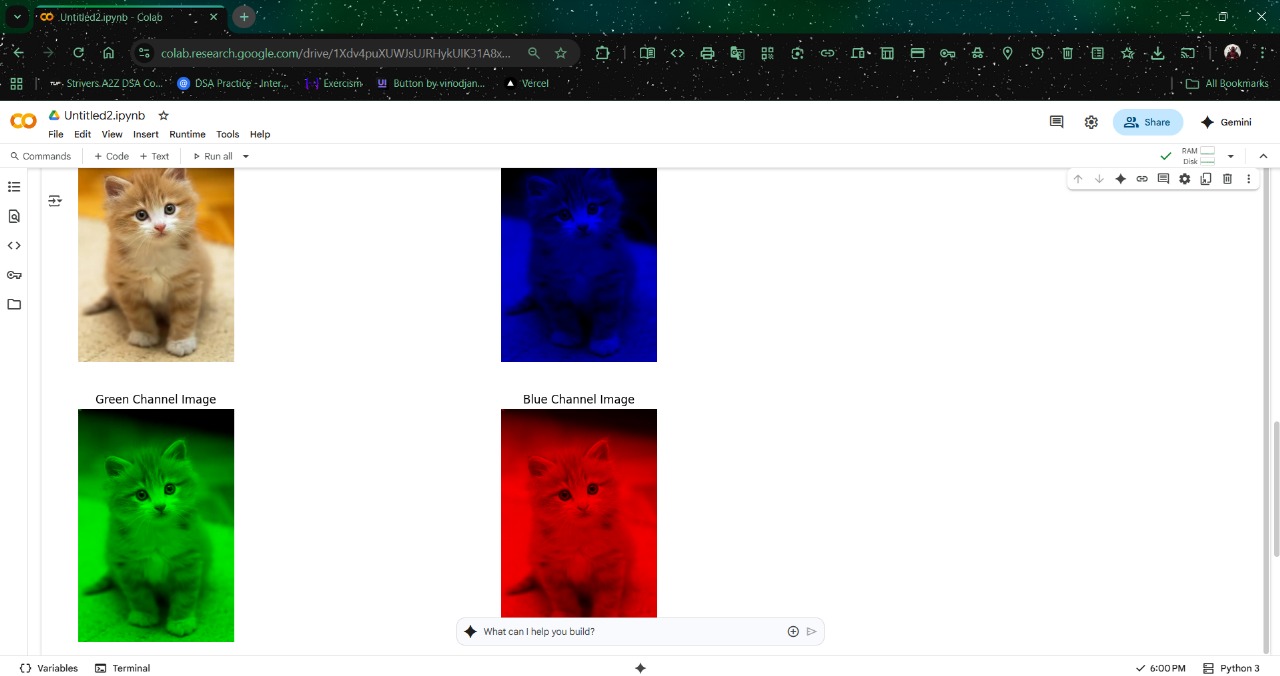 Untitled2.ipynb - Colab
colab.research.google.com/drive/1Xdv4puXUWJsUJRHykUIK31A8x...
Strivers A2Z DSA Co...
DSA Practice - Inter...
Exercism
UI Button by vinodjan...
Vercel
All Bookmarks
Untitled2.ipynb
Share
Gemini
File Edit View Insert Runtime Tools Help
Commands + Code + Text Run all
RAM
Disk
Green Channel Image
Blue Channel Image
What can I help you build?
Variables Terminal
6:00 PM Python 3